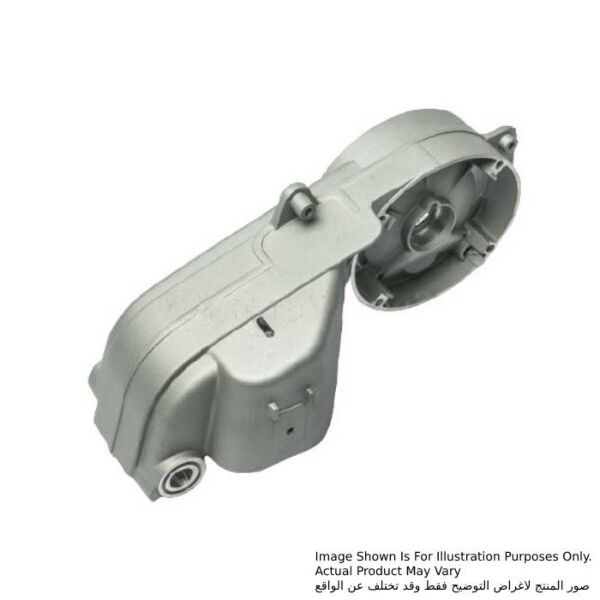 Image Shown Is For Illustration Purposes Only.
Actual Product May Vary
صور المنتج لاغراض التوضيح فقط وقد تختلف عن الواقع